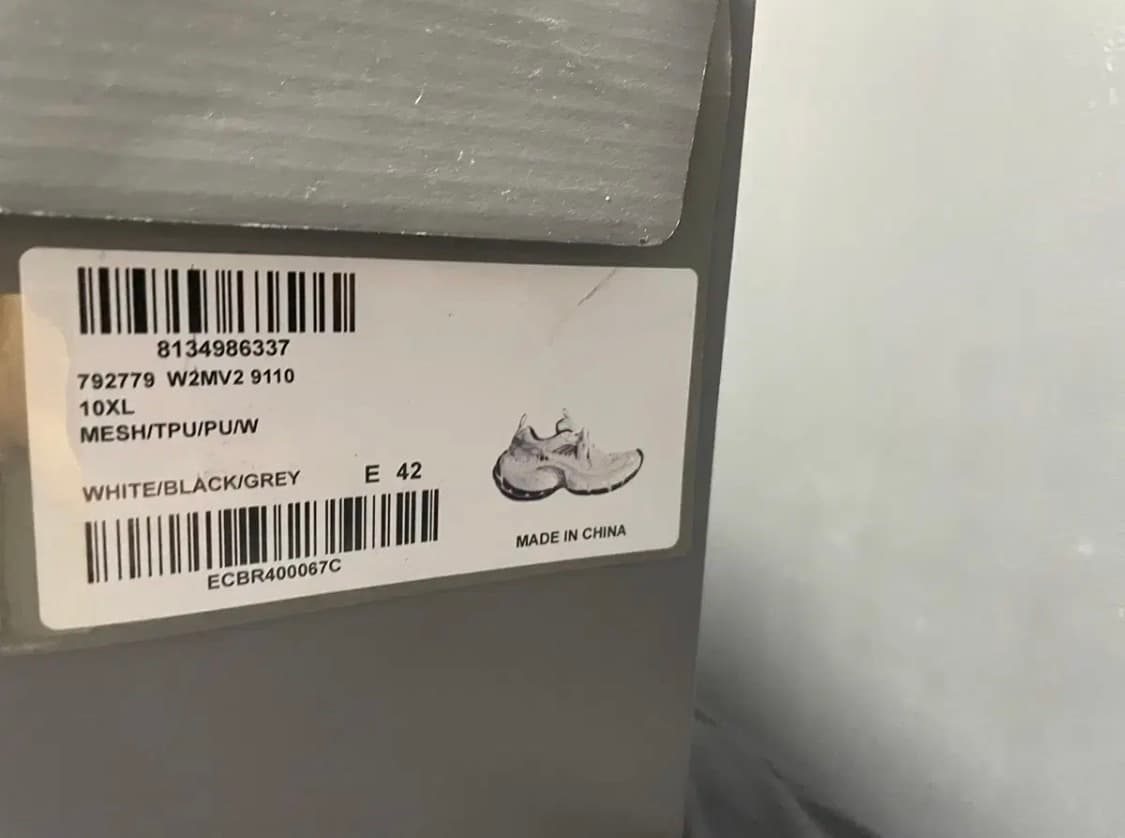 8134986337
792779 W2MV2 9110
10XL
MESH/TPU/PU/W
WHITE/BLACK/GREY E 42
ECBR400067C
MADE IN CHINA